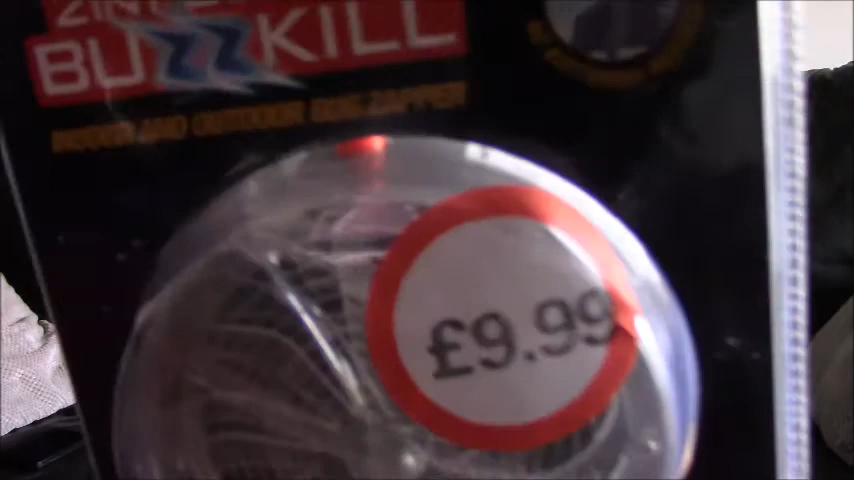 BUZZKILL
INDOOR AND OUTDOOR BUG ZAPPER
£9.99